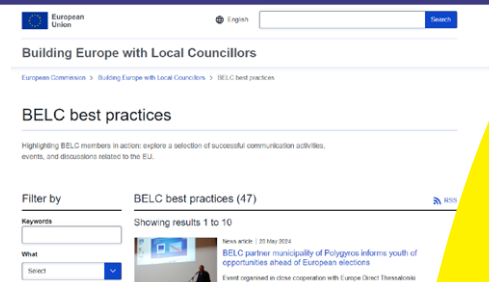 European
Union
English
Search
Building Europe with Local Councillors
European Commission > Building Europe with Local Councillors > BELC best practices
BELC best practices
Highlighting BELC members in action: explore a selection of successful communication activities,
events, and discussions related to the EU.
Filter by
BELC best practices (47)
RSS
Keywords
Showing results 1 to 10
What
Select
News article | 20 May 2024
BELC partner municipality of Polygyros informs youth of
opportunities ahead of European elections
Event organised in close cooperation with Europe Direct Thessaloniki